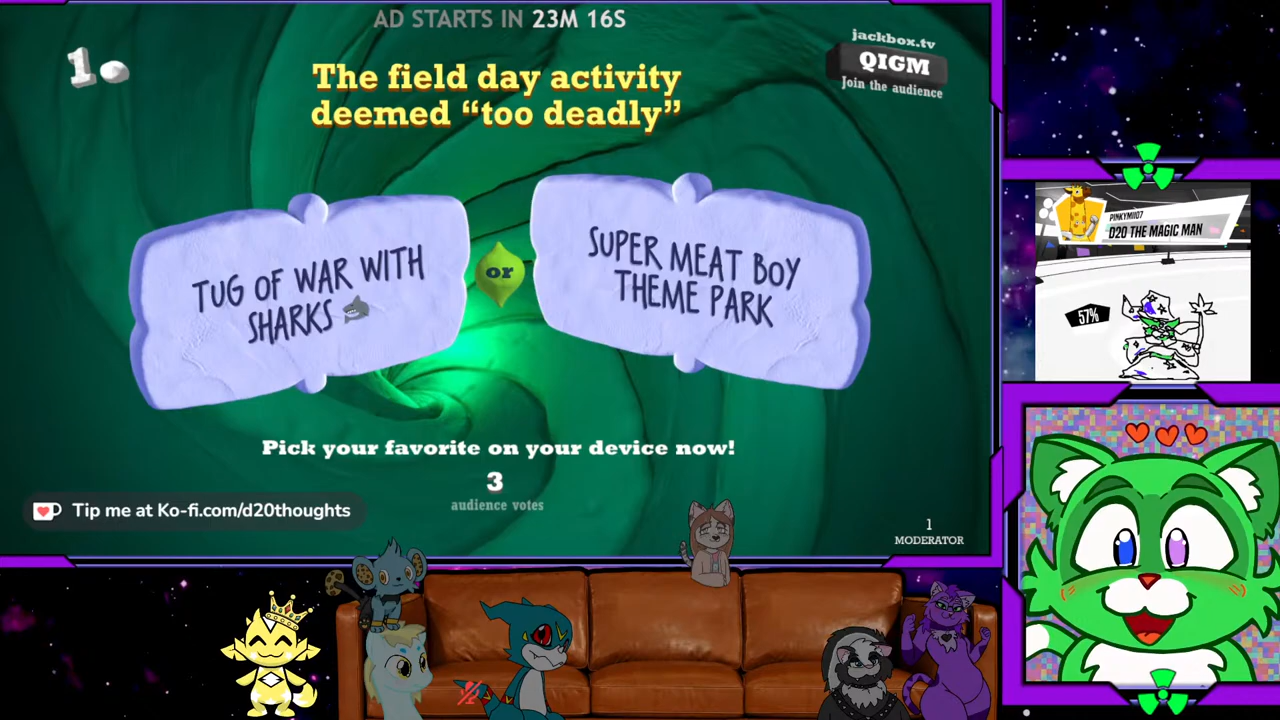 AD STARTS IN 23M 16S
1
jackbox.tv
QIGM
Join the audience
The field day activity
deemed “too deadly”
TUG OF WAR WITH
SHARKS
or
SUPER MEAT BOY
THEME PARK
Pick your favorite on your device now!
3
audience votes
Tip me at Ko-fi.com/d20thoughts
1
MODERATOR
PINKYMII07
D20 THE MAGIC MAN
57%